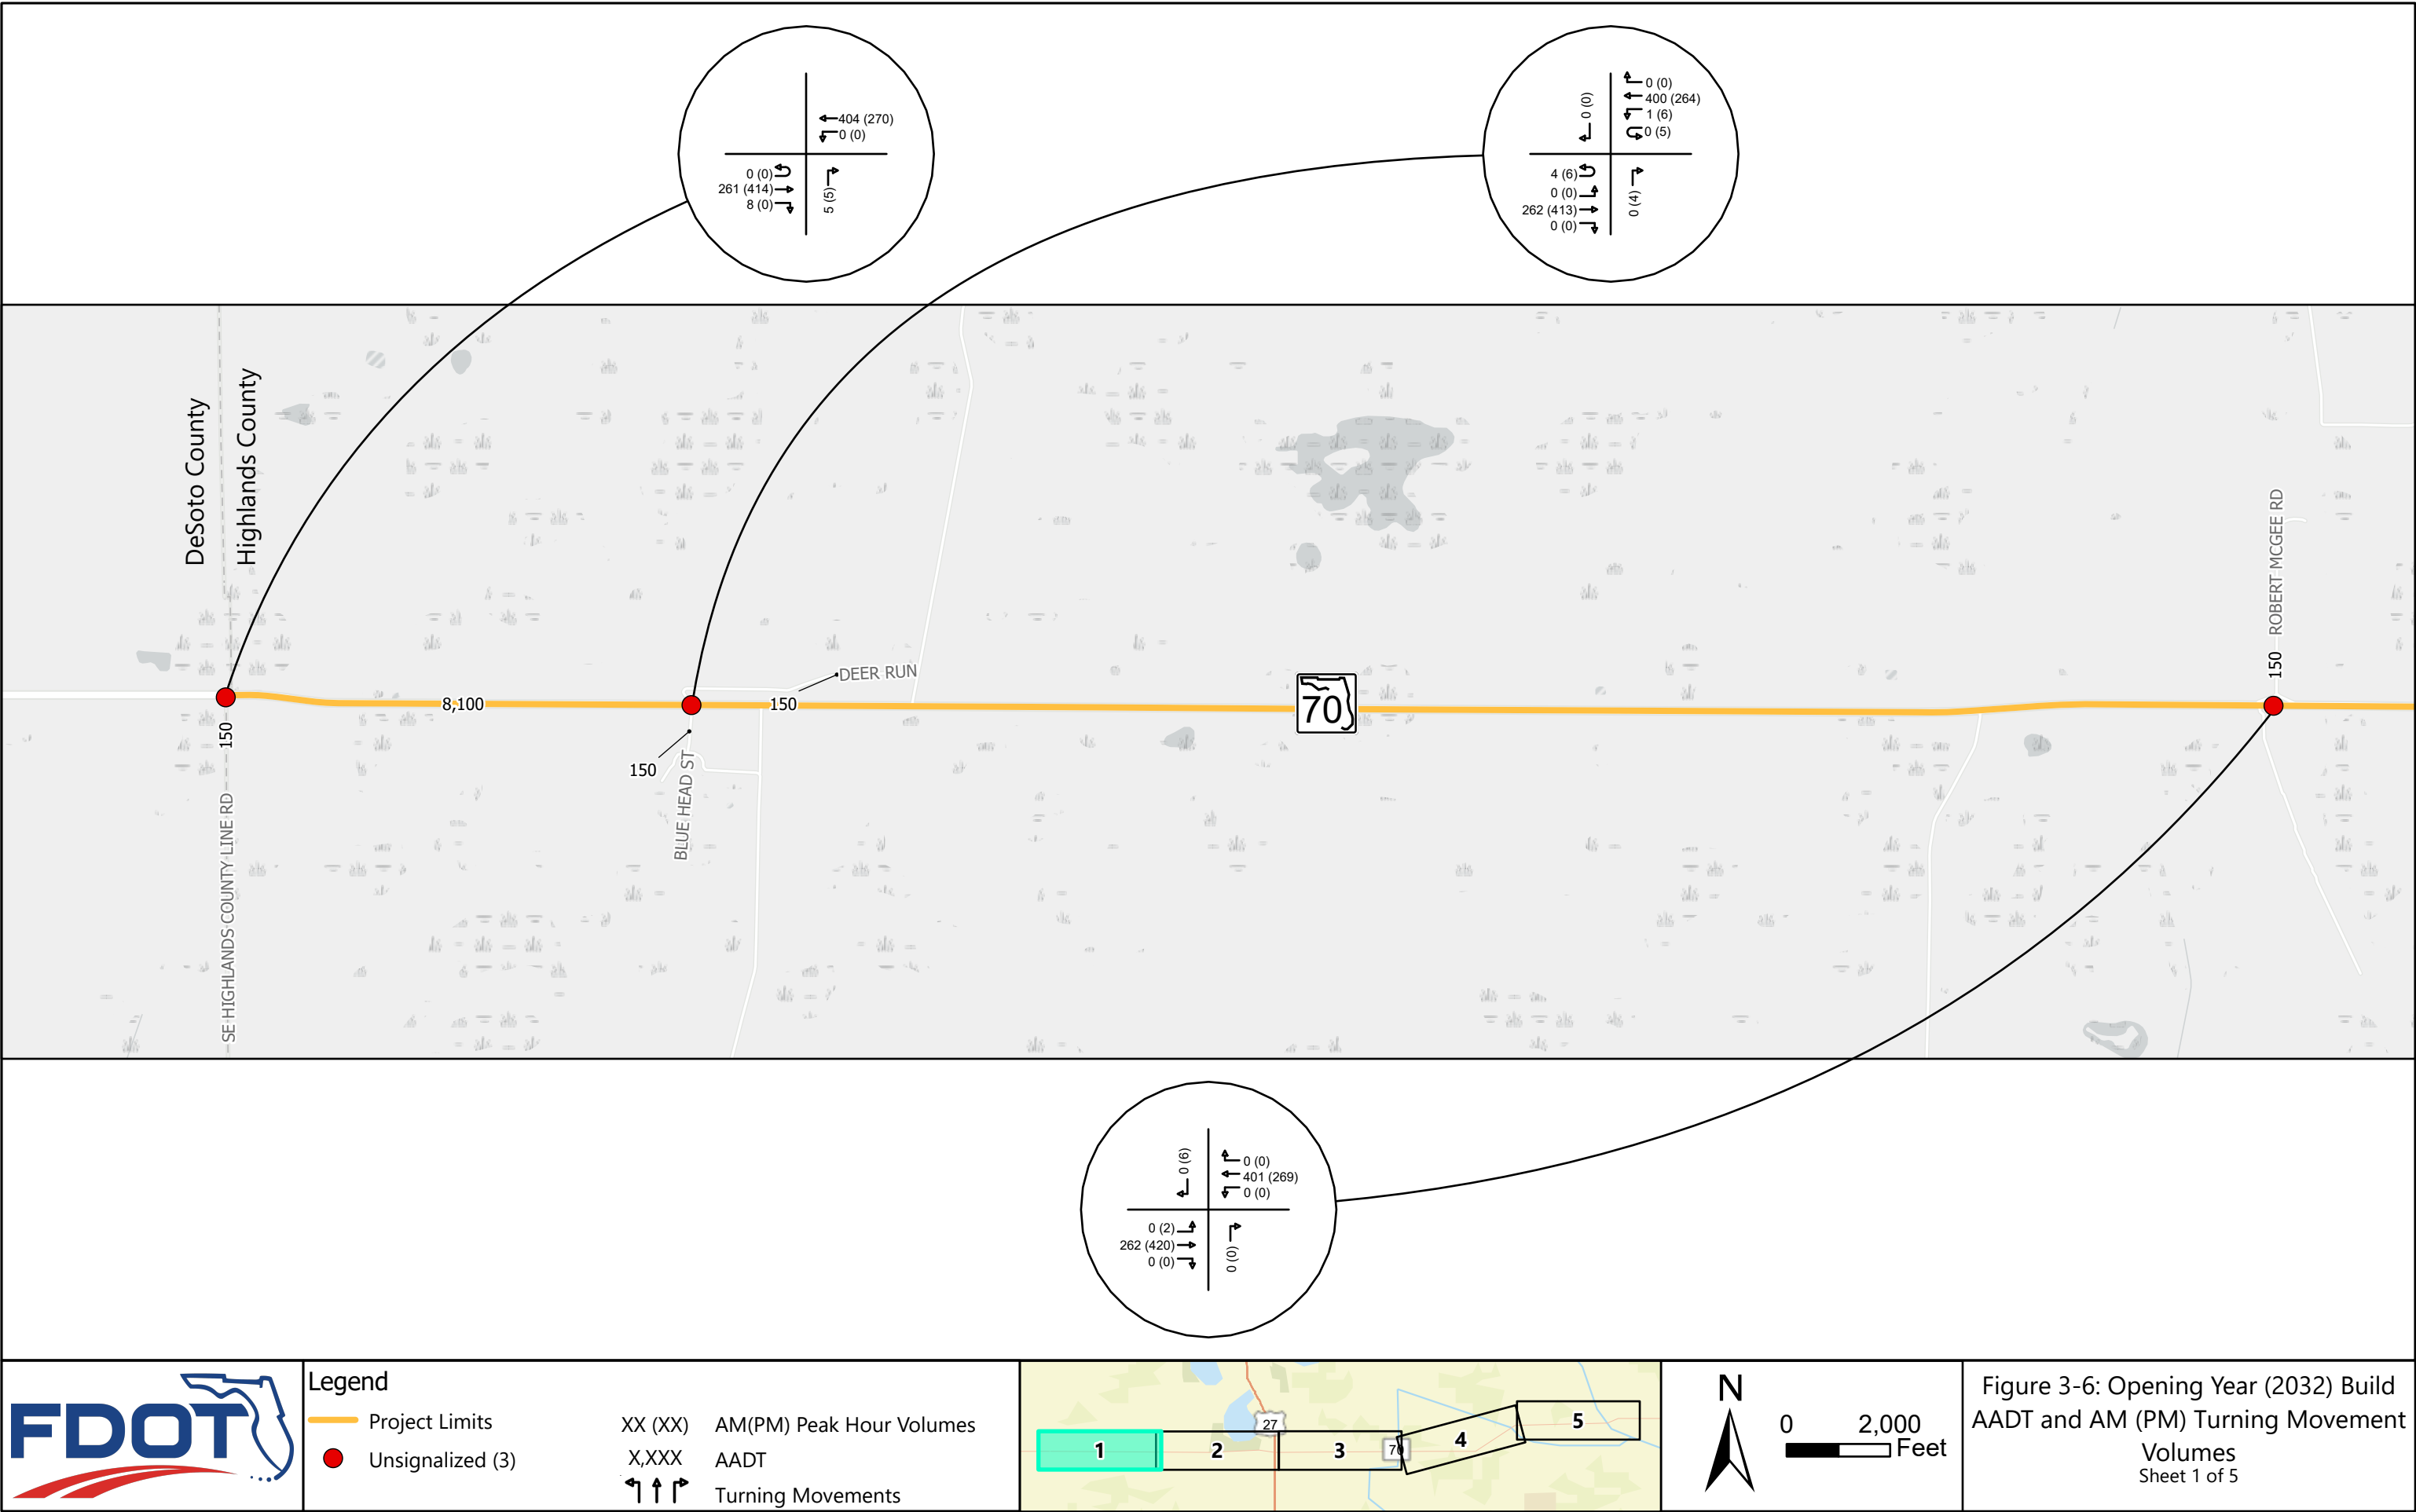 404 (270)
0 (0)
0 (0)
261 (414)
8 (0)
5 (5)
0 (0)
0 (0)
400 (264)
1 (6)
0 (5)
4 (6)
0 (0)
262 (413)
0 (0)
0 (4)
DeSoto County
Highlands County
8,100
150
SE HIGHLANDS COUNTY LINE RD
150
BLUE HEAD ST
150
DEER RUN
70
ROBERT MCGEE RD
150
0 (6)
0 (0)
401 (269)
0 (0)
0 (2)
262 (420)
0 (0)
0 (0)
FDOT
Legend
Project Limits
Unsignalized (3)
XX (XX) AM(PM) Peak Hour Volumes
X,XXX AADT
Turning Movements
1
2
3
4
5
27
70
N
0 2,000
Feet
Figure 3-6: Opening Year (2032) Build
AADT and AM (PM) Turning Movement
Volumes
Sheet 1 of 5